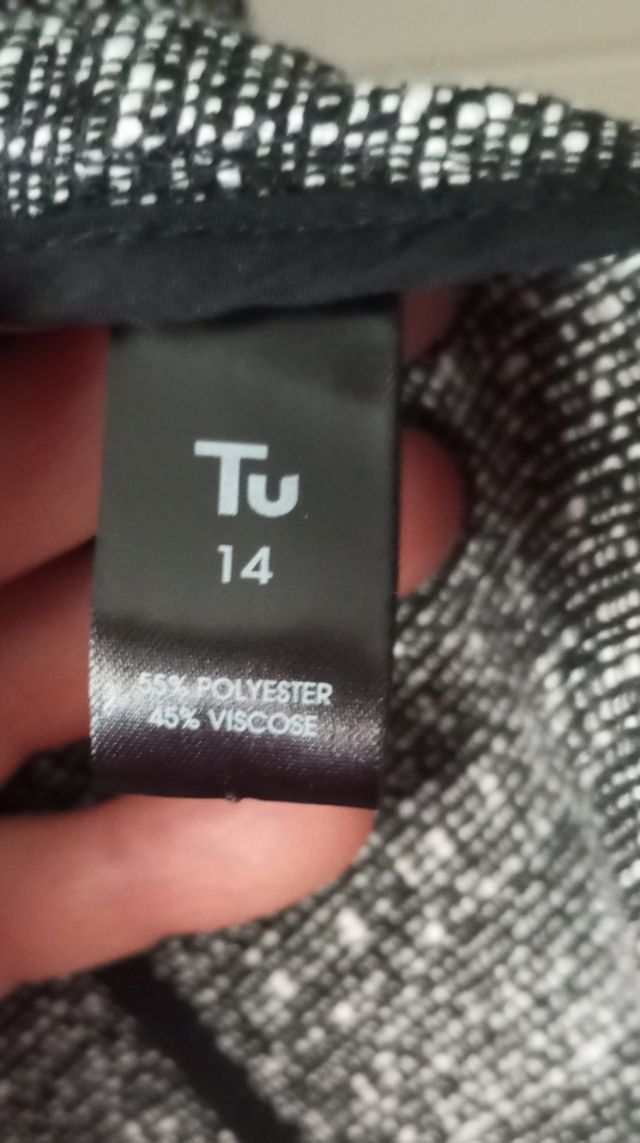 Tu
14
55% POLYESTER
45% VISCOSE